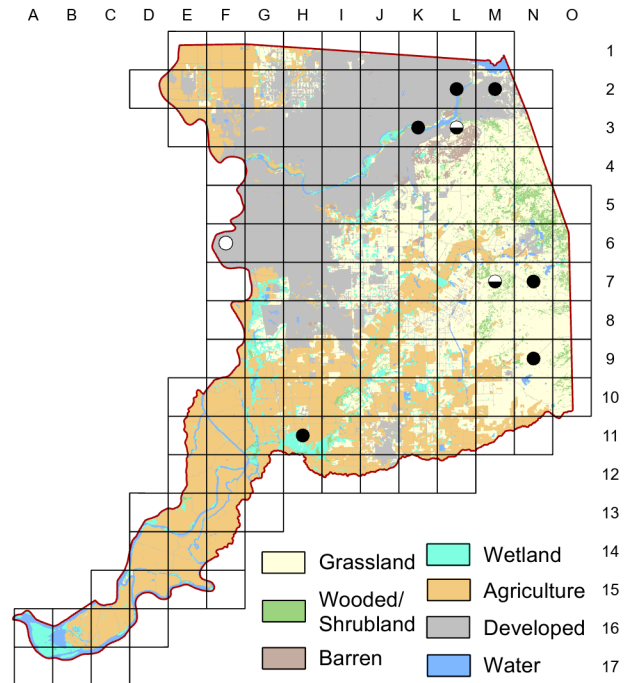 A B C D E F G H I J K L M N O
1
2
3
4
5
6
7
8
9
10
11
12
13
14
15
16
17
Grassland
Wooded/
Shrubland
Barren
Wetland
Agriculture
Developed
Water